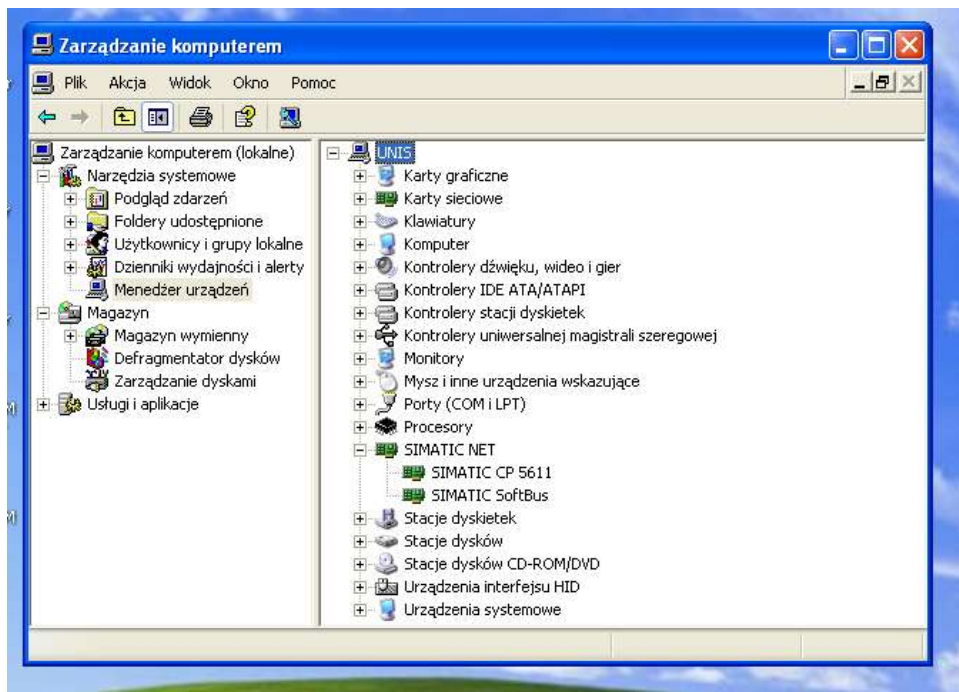 Zarządzanie komputerem
Plik Akcja Widok Okno Pomoc
Zarządzanie komputerem (lokalne)
Narzędzia systemowe
Podgląd zdarzeń
Foldery udostępnione
Użytkownicy i grupy lokalne
Dzienniki wydajności i alerty
Menedżer urządzeń
Magazyn
Magazyn wymienny
Defragmentator dysków
Zarządzanie dyskami
Usługi i aplikacje
UNIS
Karty graficzne
Karty sieciowe
Klawiatury
Komputer
Kontrolery dźwięku, wideo i gier
Kontrolery IDE ATA/ATAPI
Kontrolery stacji dyskietek
Kontrolery uniwersalnej magistrali szeregowej
Monitory
Mysz i inne urządzenia wskazujące
Porty (COM i LPT)
Procesory
SIMATIC NET
SIMATIC CP 5611
SIMATIC SoftBus
Stacje dyskietek
Stacje dysków
Stacje dysków CD-ROM/DVD
Urządzenia interfejsu HID
Urządzenia systemowe